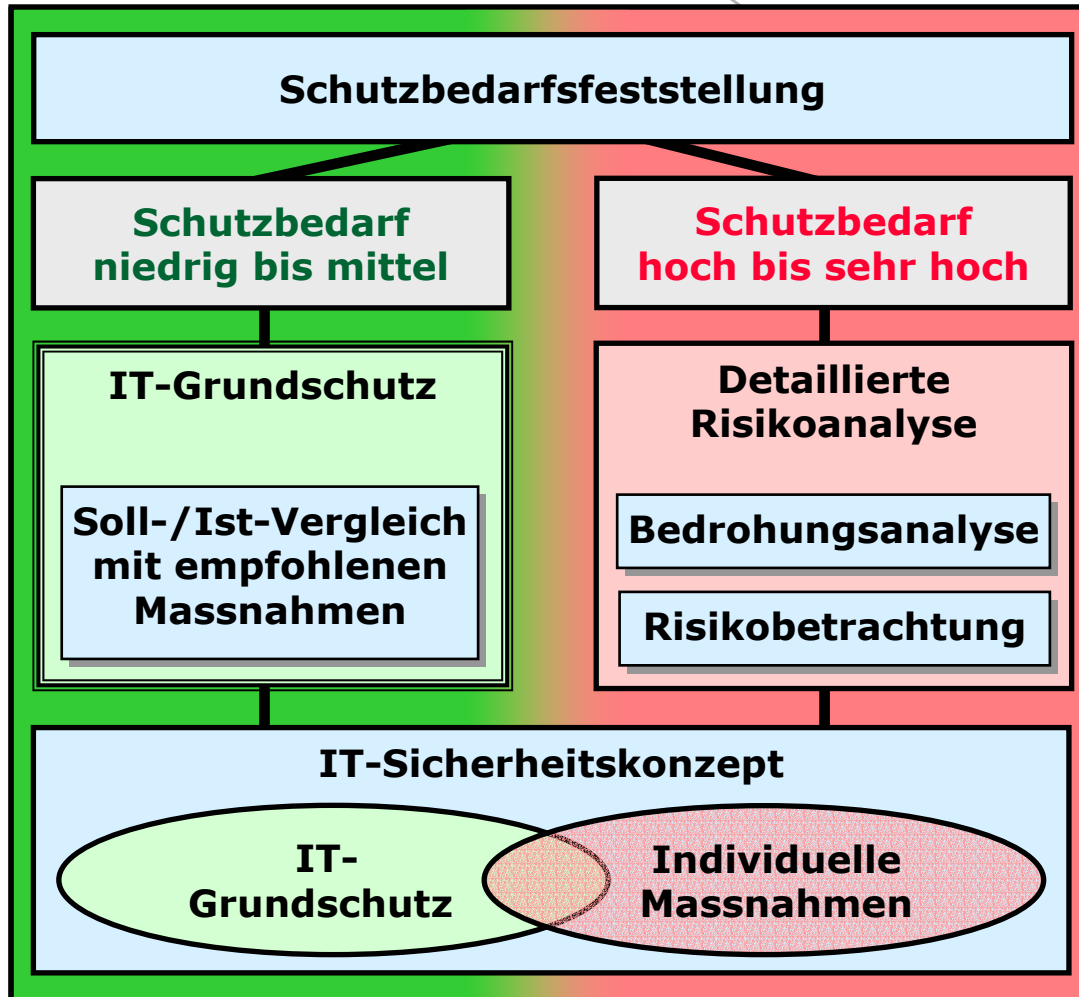 Schutzbedarfsfeststellung
Schutzbedarf
niedrig bis mittel
Schutzbedarf
hoch bis sehr hoch
IT-Grundschutz
Soll-/Ist-Vergleich
mit empfohlenen
Massnahmen
Detaillierte
Risikoanalyse
Bedrohungsanalyse
Risikobetrachtung
IT-Sicherheitskonzept
IT-
Grundschutz
Individuelle
Massnahmen